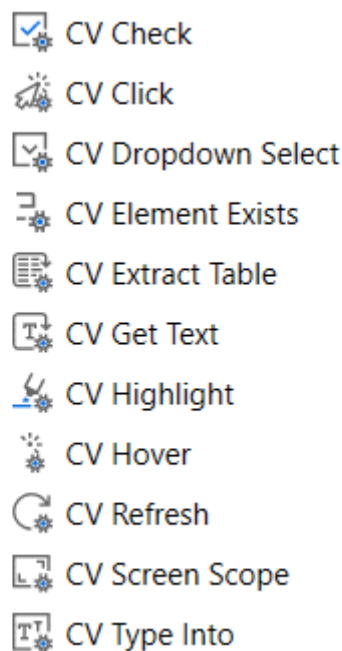 CV Check
CV Click
CV Dropdown Select
CV Element Exists
CV Extract Table
CV Get Text
CV Highlight
CV Hover
CV Refresh
CV Screen Scope
CV Type Into